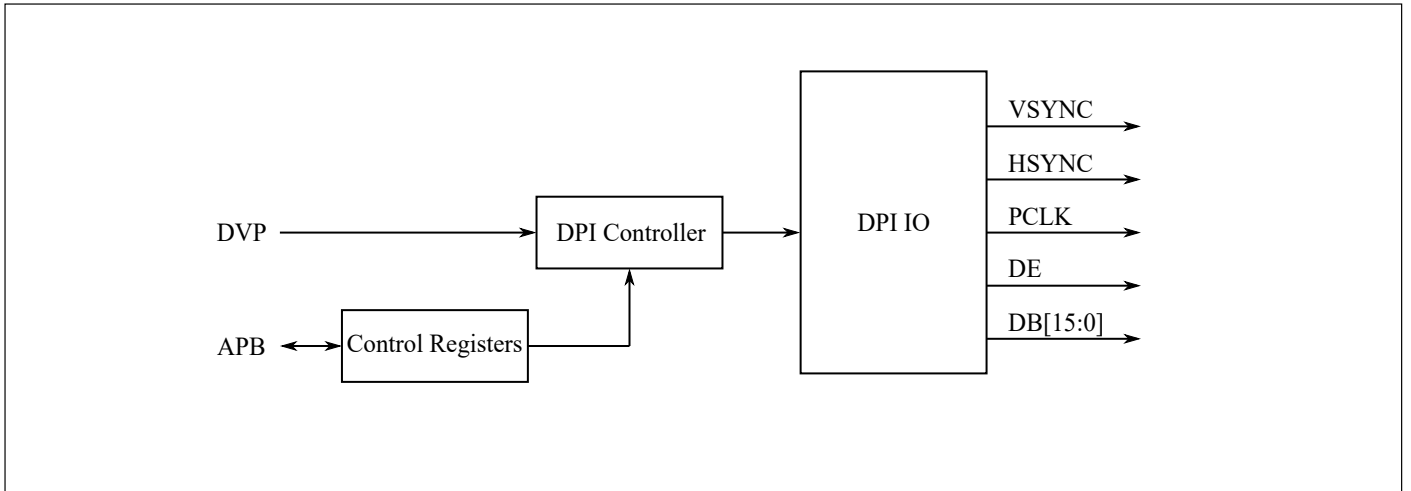 DVP
APB
Control Registers
DPI Controller
DPI IO
VSYNC
HSYNC
PCLK
DE
DB[15:0]